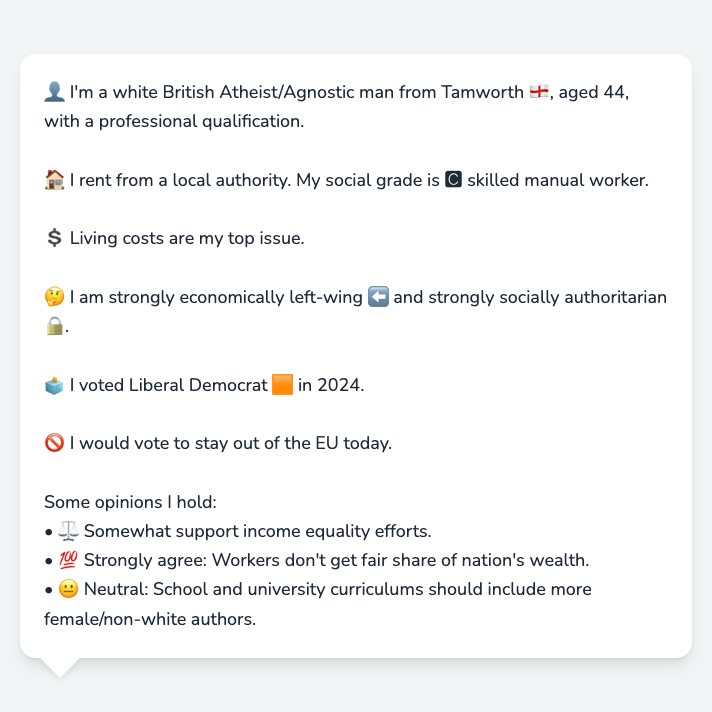 👤 I'm a white British Atheist/Agnostic man from Tamworth 🏴󠁧󠁢󠁥󠁮󠁧󠁿, aged 44,
with a professional qualification.
🏠 I rent from a local authority. My social grade is 🅲 skilled manual worker.
💲 Living costs are my top issue.
🤔 I am strongly economically left-wing ⬅️ and strongly socially authoritarian
🔒.
🗳️ I voted Liberal Democrat 🟧 in 2024.
🚫 I would vote to stay out of the EU today.
Some opinions I hold:
• ⚖️ Somewhat support income equality efforts.
• 💯 Strongly agree: Workers don't get fair share of nation's wealth.
• 😐 Neutral: School and university curriculums should include more
female/non-white authors.